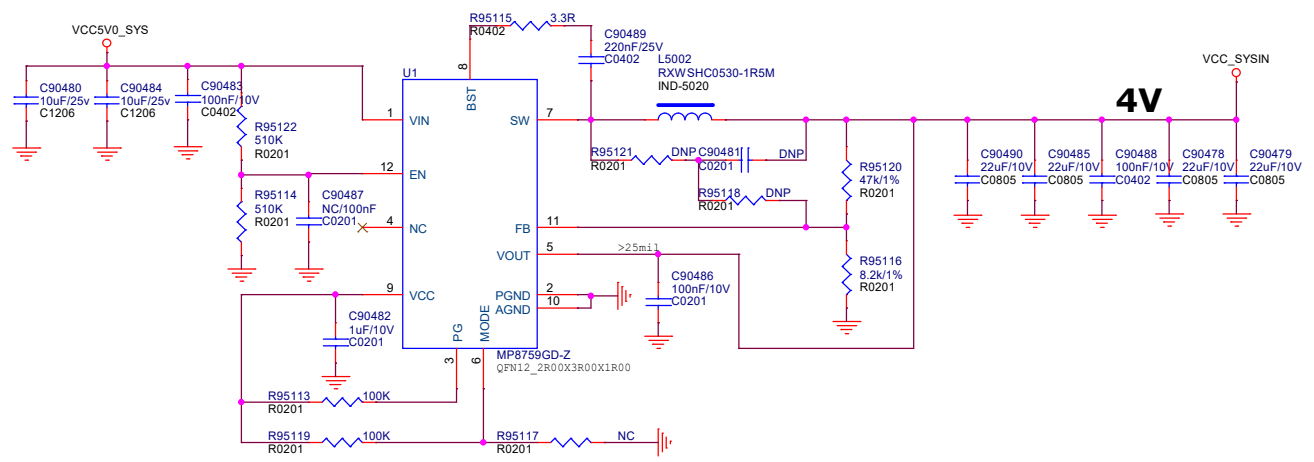 R95115 3.3R
R0402
VCC5V0_SYS
C90489
220nF/25V
C0402
L5002
RXWSHC0530-1R5M
IND-5020
VCC_SYSIN
4V
C90480
10uF/25v
C1206
C90484
10uF/25v
C1206
C90483
100nF/10V
C0402
U1
8
BST
1 VIN
SW 7
R95122
510K
R0201
R95121 DNP
R0201
C90481 DNP
C0201
R95118 DNP
R0201
R95120
47k/1%
R0201
C90490
22uF/10V
C0805
C90485
22uF/10V
C0805
C90488
100nF/10V
C0402
C90478
22uF/10V
C0805
C90479
22uF/10V
C0805
12 EN
R95114
510K
R0201
C90487
NC/100nF
C0201
4 NC
FB 11
VOUT 5
>25mil
C90486
100nF/10V
C0201
R95116
8.2k/1%
R0201
9 VCC
PGND 2
AGND 10
C90482
1uF/10V
C0201
PG
3
MODE
6
MP8759GD-Z
QFN12_2R00X3R00X1R00
R95113 100K
R0201
R95119 100K
R0201
R95117 NC
R0201